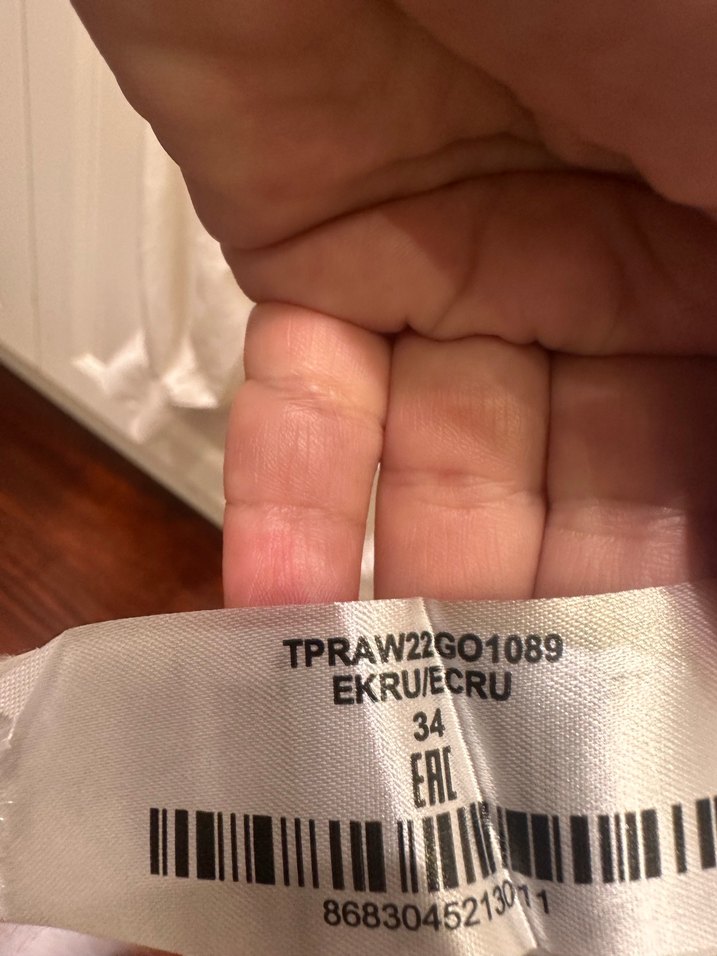 TPRAW22GO1089
EKRU/ECRU
34
EAC
8683045213011